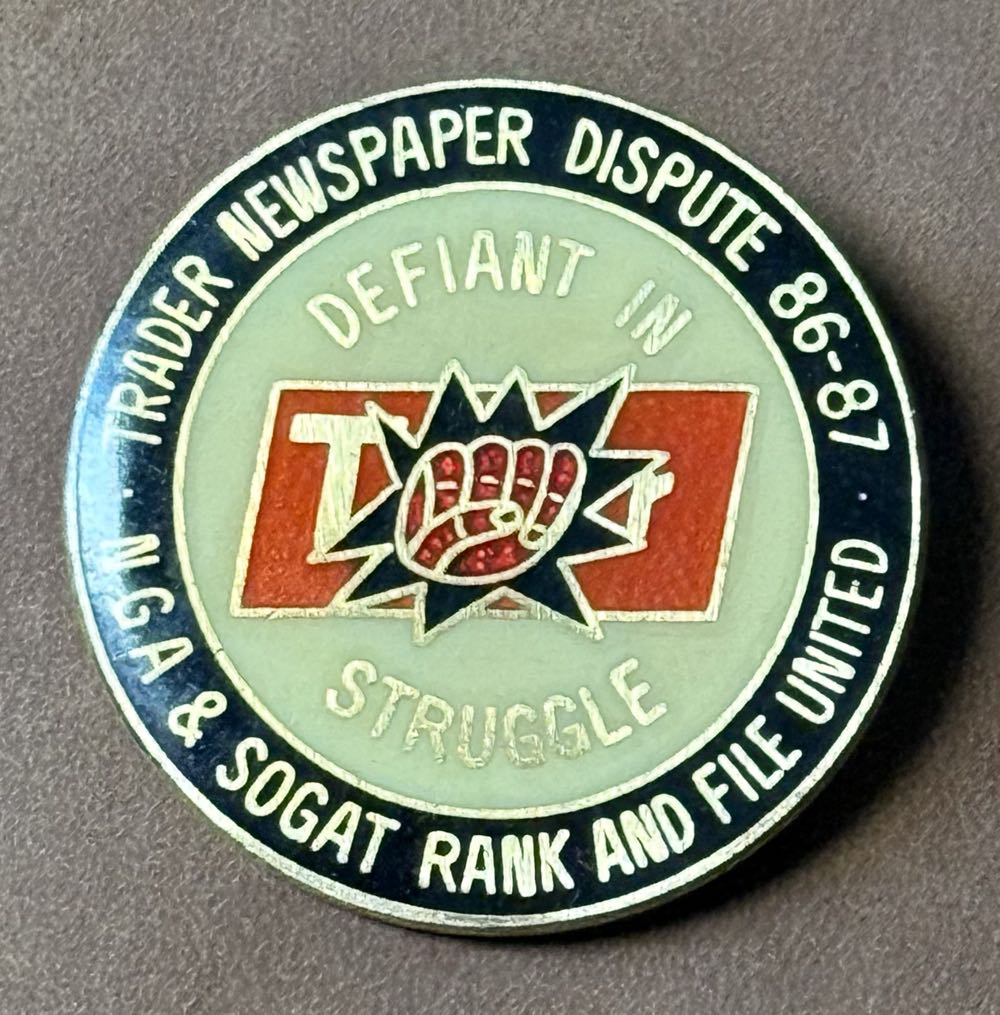 TRADER NEWSPAPER DISPUTE 86-87
DEFIANT IN
T
STRUGGLE
NGA & SOGAT RANK AND FILE UNITED